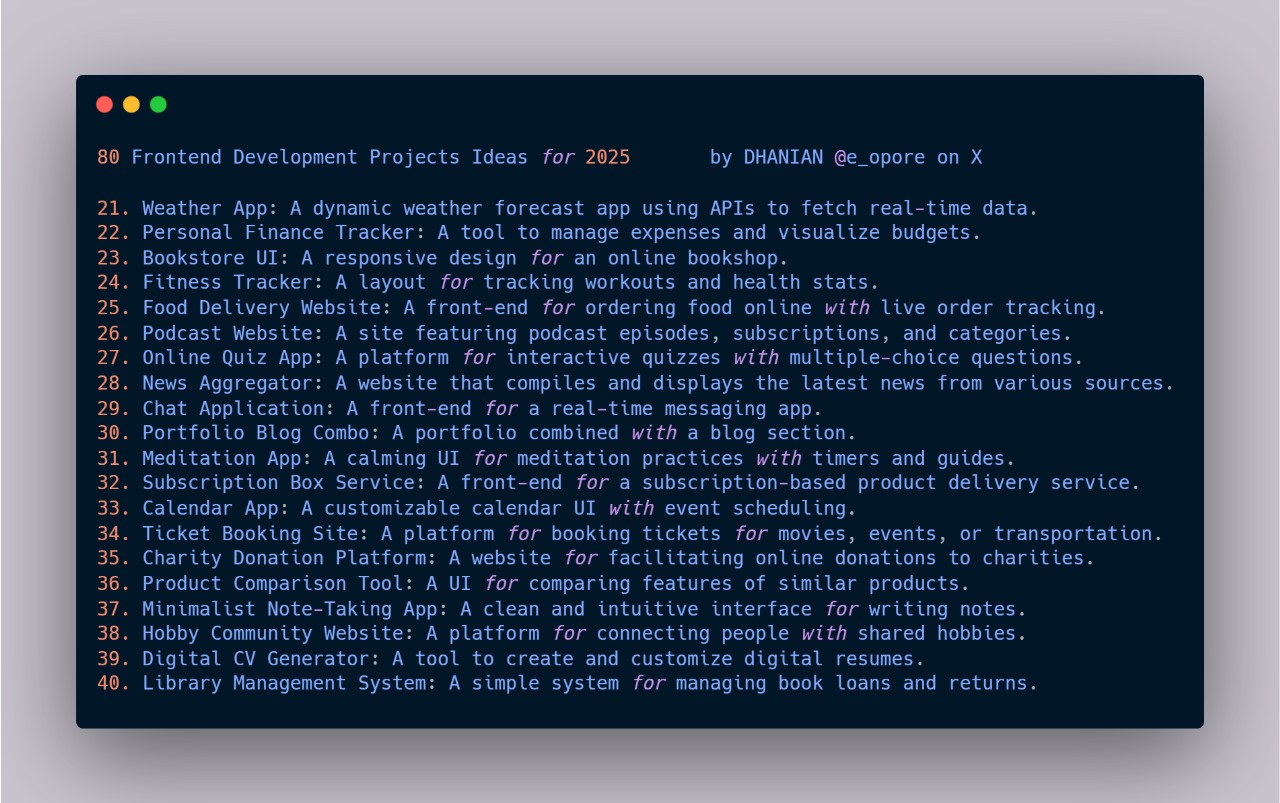 80 Frontend Development Projects Ideas for 2025 by DHANIAN @e_opore on X
21. Weather App: A dynamic weather forecast app using APIs to fetch real-time data.
22. Personal Finance Tracker: A tool to manage expenses and visualize budgets.
23. Bookstore UI: A responsive design for an online bookshop.
24. Fitness Tracker: A layout for tracking workouts and health stats.
25. Food Delivery Website: A front-end for ordering food online with live order tracking.
26. Podcast Website: A site featuring podcast episodes, subscriptions, and categories.
27. Online Quiz App: A platform for interactive quizzes with multiple-choice questions.
28. News Aggregator: A website that compiles and displays the latest news from various sources.
29. Chat Application: A front-end for a real-time messaging app.
30. Portfolio Blog Combo: A portfolio combined with a blog section.
31. Meditation App: A calming UI for meditation practices with timers and guides.
32. Subscription Box Service: A front-end for a subscription-based product delivery service.
33. Calendar App: A customizable calendar UI with event scheduling.
34. Ticket Booking Site: A platform for booking tickets for movies, events, or transportation.
35. Charity Donation Platform: A website for facilitating online donations to charities.
36. Product Comparison Tool: A UI for comparing features of similar products.
37. Minimalist Note-Taking App: A clean and intuitive interface for writing notes.
38. Hobby Community Website: A platform for connecting people with shared hobbies.
39. Digital CV Generator: A tool to create and customize digital resumes.
40. Library Management System: A simple system for managing book loans and returns.